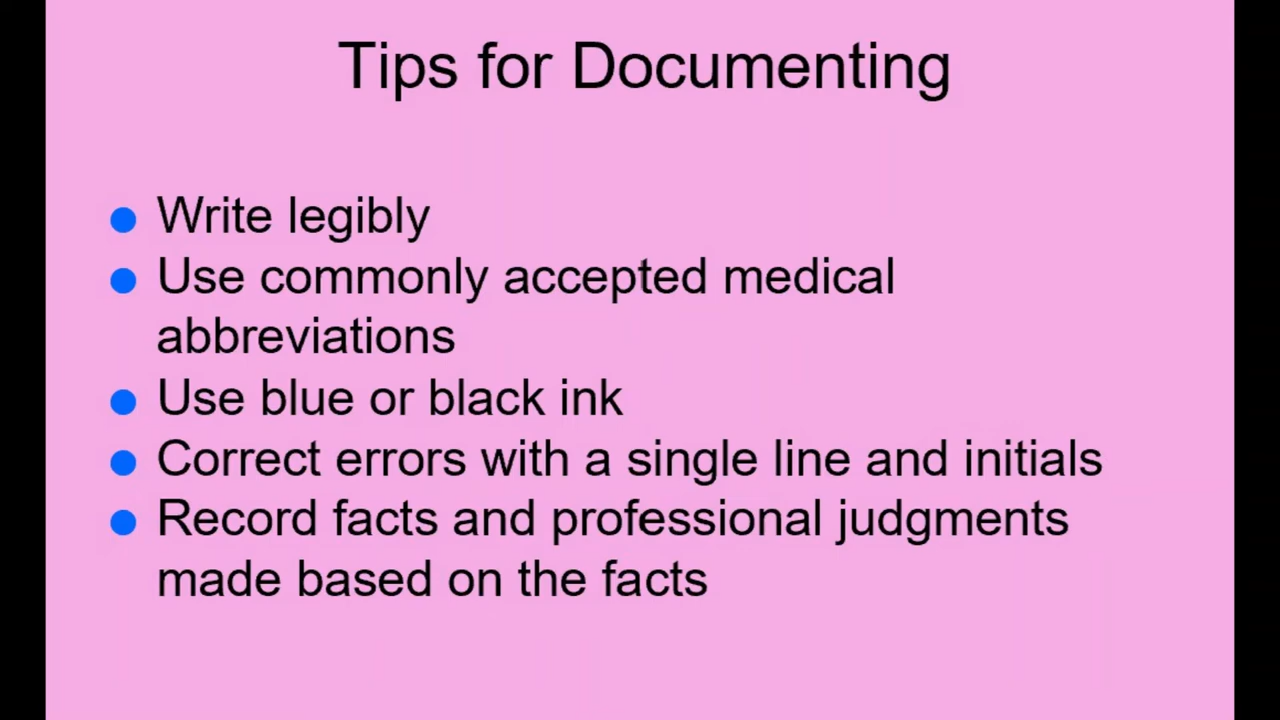 Tips for Documenting
Write legibly
Use commonly accepted medical
abbreviations
Use blue or black ink
Correct errors with a single line and initials
Record facts and professional judgments
made based on the facts